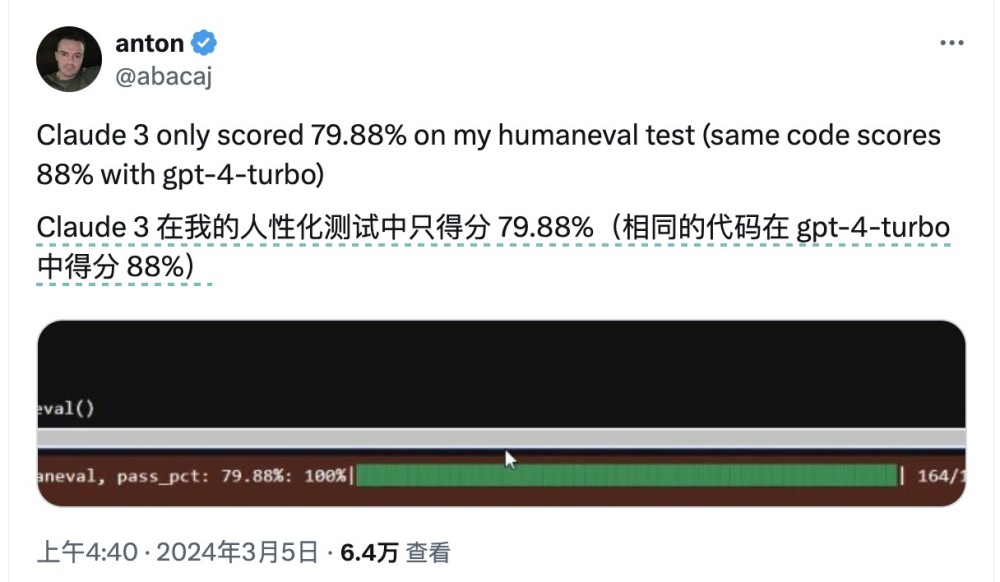 anton
@abacaj
Claude 3 only scored 79.88% on my humaneval test (same code scores
88% with gpt-4-turbo)
Claude 3 在我的人性化测试中只得分 79.88%（相同的代码在 gpt-4-turbo
中得分 88%）
eval()
aneval, pass_pct: 79.88%: 100%| | 164/1
上午4:40 · 2024年3月5日 · 6.4万 查看